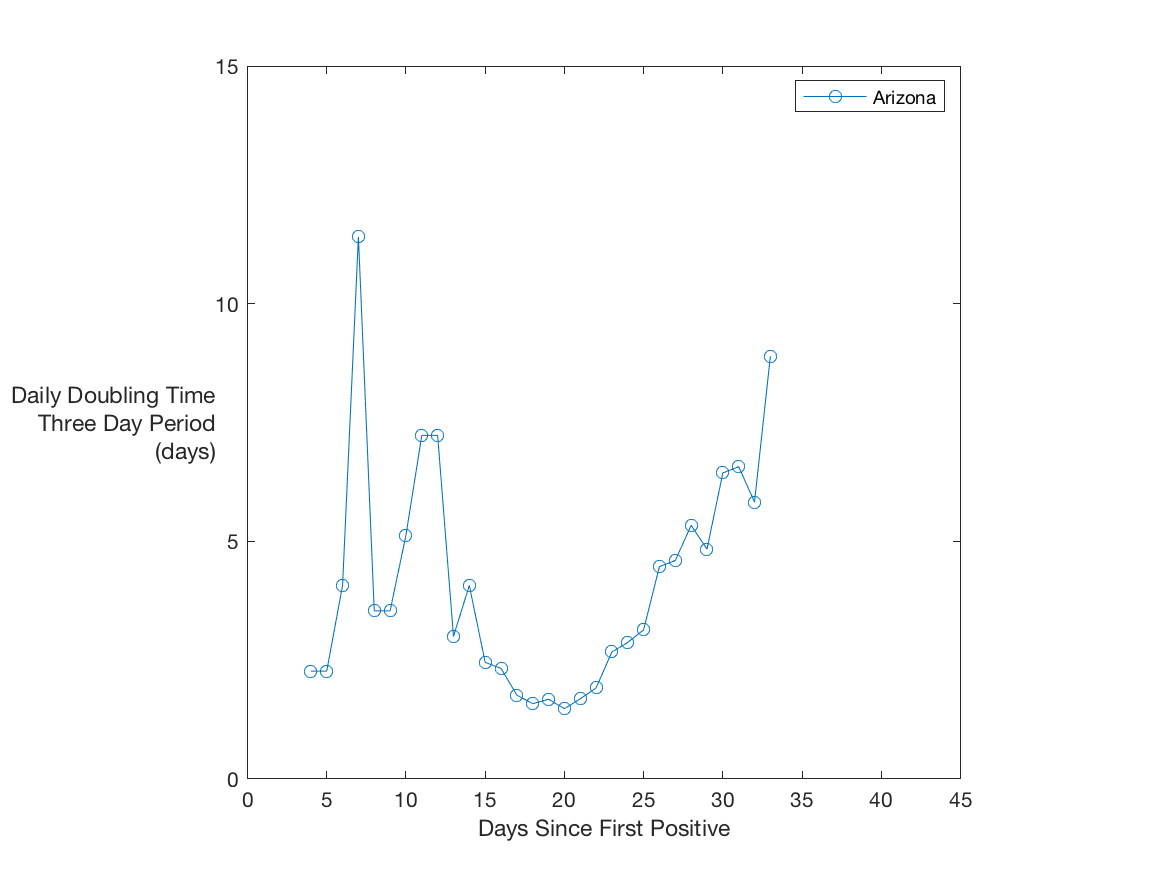 15
Arizona
10
Daily Doubling Time
Three Day Period
(days)
5
0
0 5 10 15 20 25 30 35 40 45
Days Since First Positive